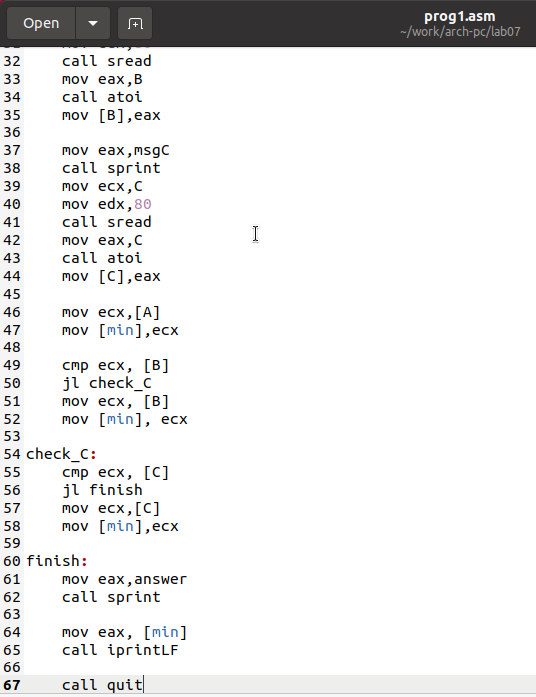 Open
prog1.asm
~/work/arch-pc/lab07
32 call sread
33 mov eax,B
34 call atoi
35 mov [B],eax
36
37 mov eax,msgC
38 call sprint
39 mov ecx,C
40 mov edx,80
41 call sread
42 mov eax,C
43 call atoi
44 mov [C],eax
45
46 mov ecx,[A]
47 mov [min],ecx
48
49 cmp ecx, [B]
50 jl check_C
51 mov ecx, [B]
52 mov [min], ecx
53
54 check_C:
55 cmp ecx, [C]
56 jl finish
57 mov ecx,[C]
58 mov [min],ecx
59
60 finish:
61 mov eax,answer
62 call sprint
63
64 mov eax, [min]
65 call iprintLF
66
67 call quit